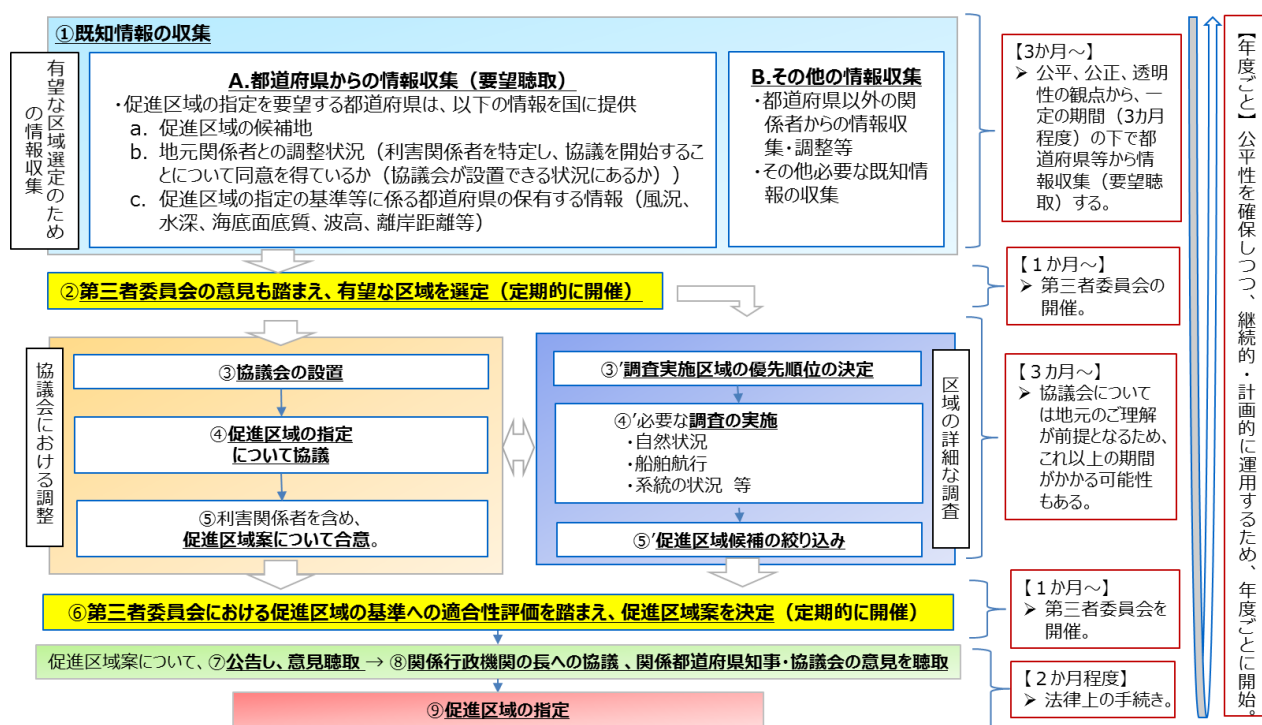 ①既知情報の収集
有望な区域選定のため
の情報収集
A.都道府県からの情報収集（要望聴取）
・促進区域の指定を要望する都道府県は、以下の情報を国に提供
a. 促進区域の候補地
b. 地元関係者との調整状況（利害関係者を特定し、協議を開始するこ
とについて同意を得ているか（協議会が設置できる状況にあるか））
c. 促進区域の指定の基準等に係る都道府県の保有する情報（風況、
水深、海底面底質、波高、離岸距離等）
B.その他の情報収集
・都道府県以外の関
係者からの情報収
集・調整等
・その他必要な既知情
報の収集
【3か月～】
➢ 公平、公正、透明
性の観点から、一
定の期間（3カ月
程度）の下で都
道府県等から情
報収集（要望聴
取）する。
②第三者委員会の意見も踏まえ、有望な区域を選定（定期的に開催）
【１か月～】
➢ 第三者委員会の
開催。
協議会における調整
③協議会の設置
④促進区域の指定
について協議
⑤利害関係者を含め、
促進区域案について合意。
③’調査実施区域の優先順位の決定
④’必要な調査の実施
・自然状況
・船舶航行
・系統の状況 等
⑤’促進区域候補の絞り込み
区域の詳細な調査
【３カ月～】
➢ 協議会について
は地元のご理解
が前提となるため、
これ以上の期間
がかかる可能性
もある。
⑥第三者委員会における促進区域の基準への適合性評価を踏まえ、促進区域案を決定（定期的に開催）
【１か月～】
➢ 第三者委員会を
開催。
促進区域案について、⑦公告し、意見聴取 → ⑧関係行政機関の長への協議 、関係都道府県知事・協議会の意見を聴取
⑨促進区域の指定
【２か月程度】
➢ 法律上の手続き。
【年度ごと】公平性を確保しつつ、継続的・計画的に運用するため、年度ごとに開始。